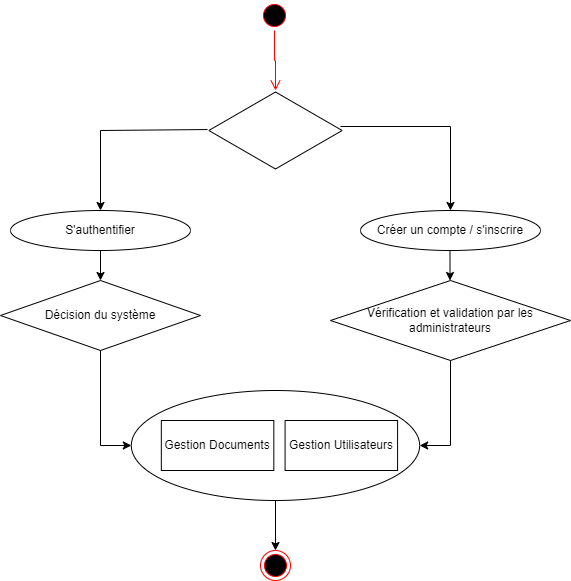 S'authentifier
Créer un compte / s'inscrire
Décision du système
Vérification et validation par les
administrateurs
Gestion Documents
Gestion Utilisateurs